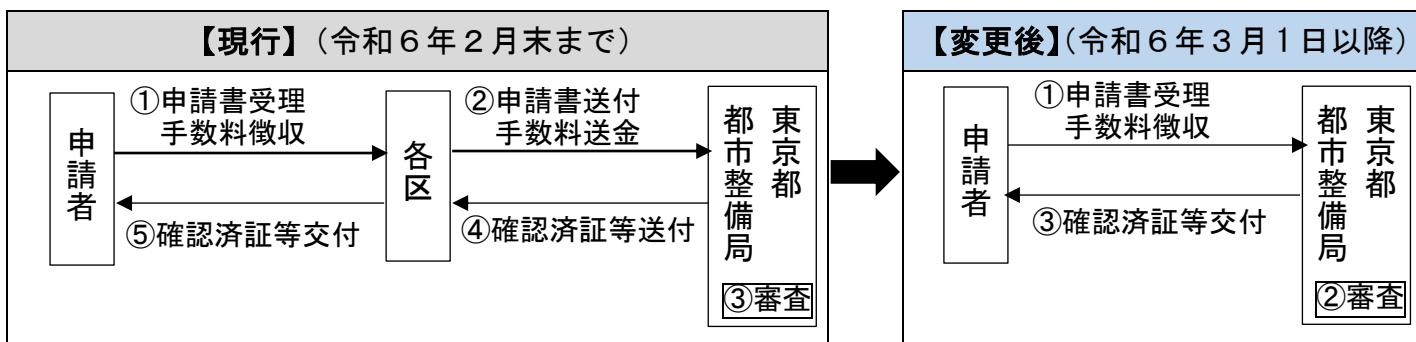 【現行】（令和６年２月末まで）
申請者
①申請書受理
手数料徴収
各区
②申請書送付
手数料送金
東京都
都市整備局
③審査
④確認済証等送付
⑤確認済証等交付
【変更後】（令和６年３月１日以降）
申請者
①申請書受理
手数料徴収
東京都
都市整備局
②審査
③確認済証等交付